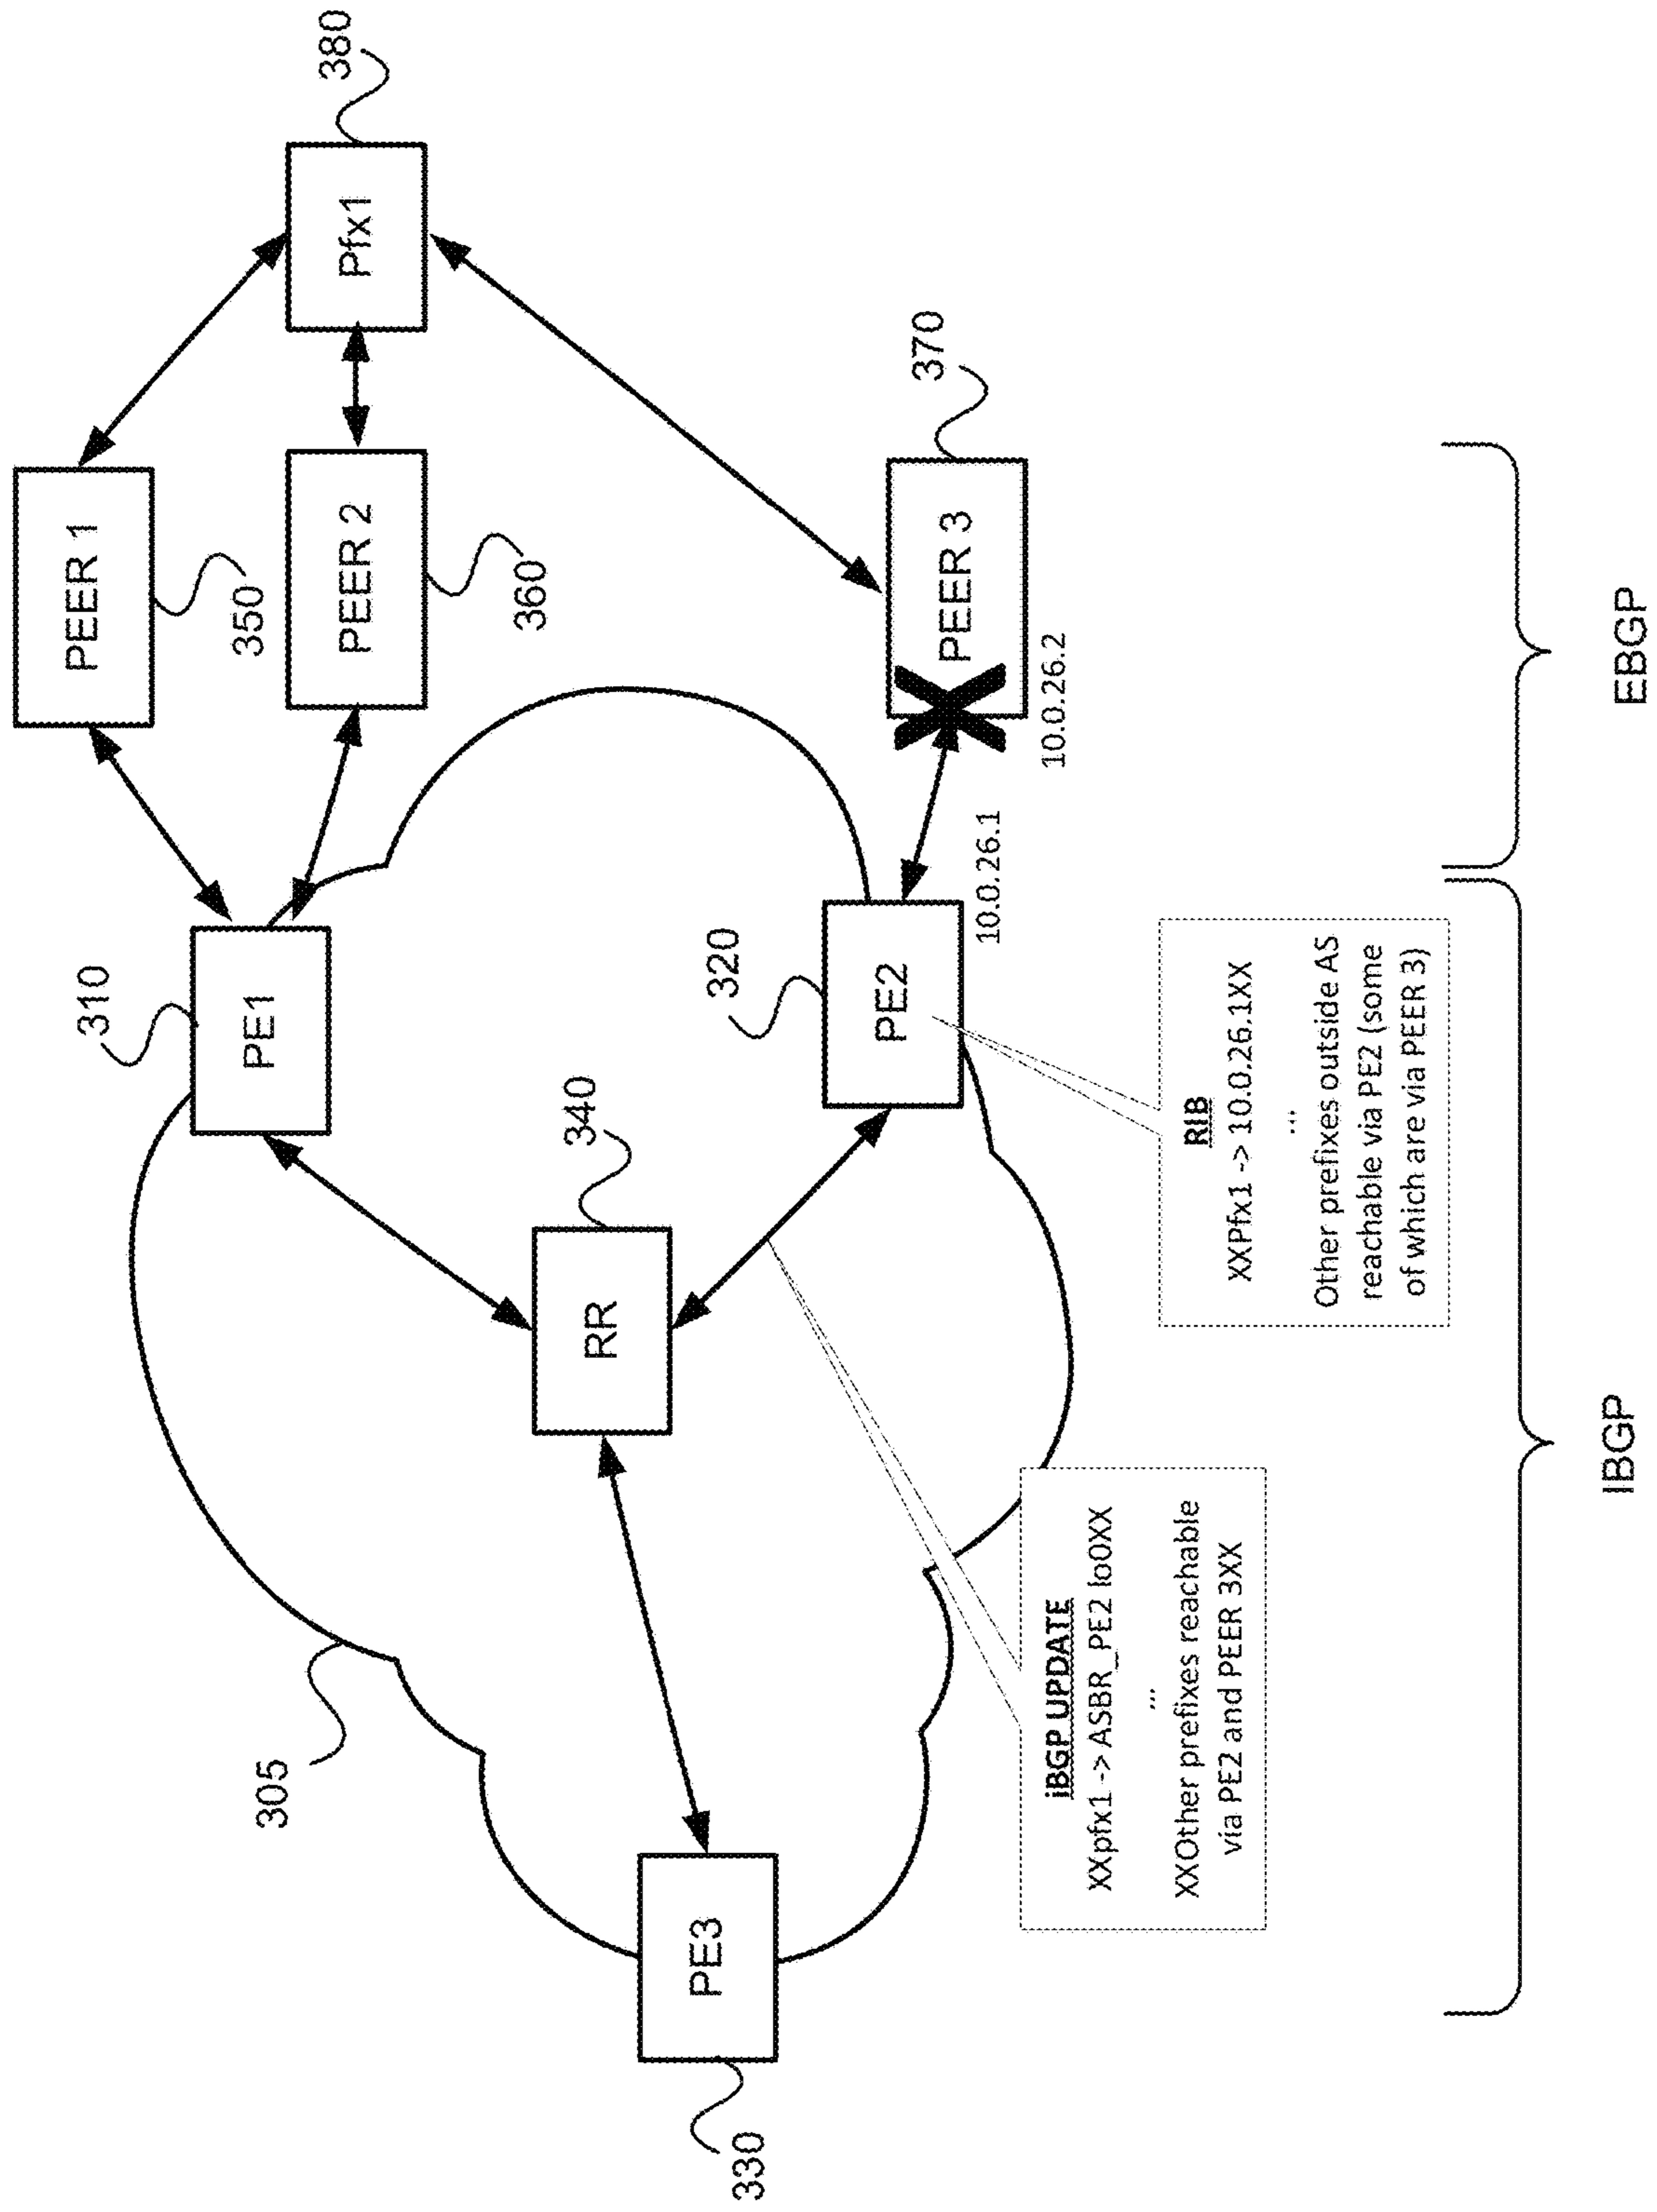 PEER 1
350
PEER 2
360
380
Pfx1
310
PE1
340
RR
320
PE2
10.0.26.1
PEER 3
370
10.0.26.2
305
PE3
330
iBGP UPDATE
XXpfx1 -> ASBR_PE2 lo0XX
...
XXOther prefixes reachable
via PE2 and PEER 3XX
RIB
XXPfx1 -> 10.0.26.1XX
...
Other prefixes outside AS
reachable via PE2 (some
of which are via PEER 3)
IBGP
EBGP